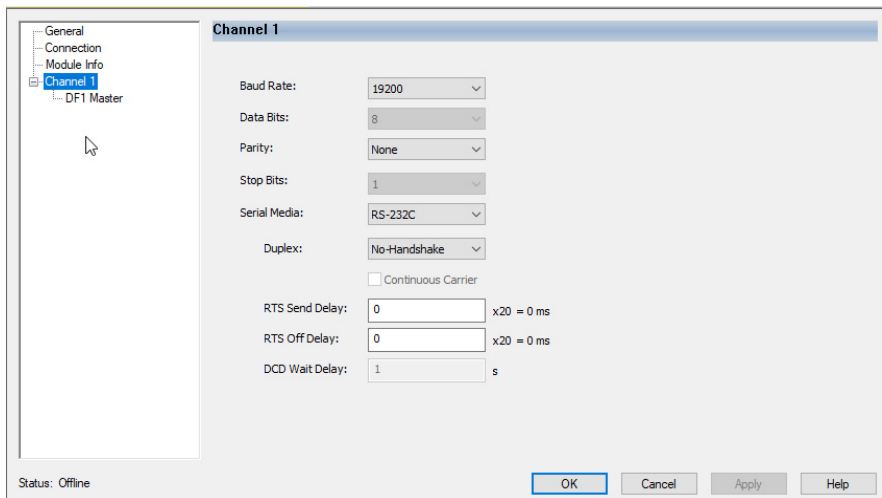 General
Connection
Module Info
Channel 1
DF1 Master
Channel 1
Baud Rate: 19200
Data Bits: 8
Parity: None
Stop Bits: 1
Serial Media: RS-232C
Duplex: No-Handshake
Continuous Carrier
RTS Send Delay: 0 x20 = 0 ms
RTS Off Delay: 0 x20 = 0 ms
DCD Wait Delay: 1 s
Status: Offline
OK Cancel Apply Help